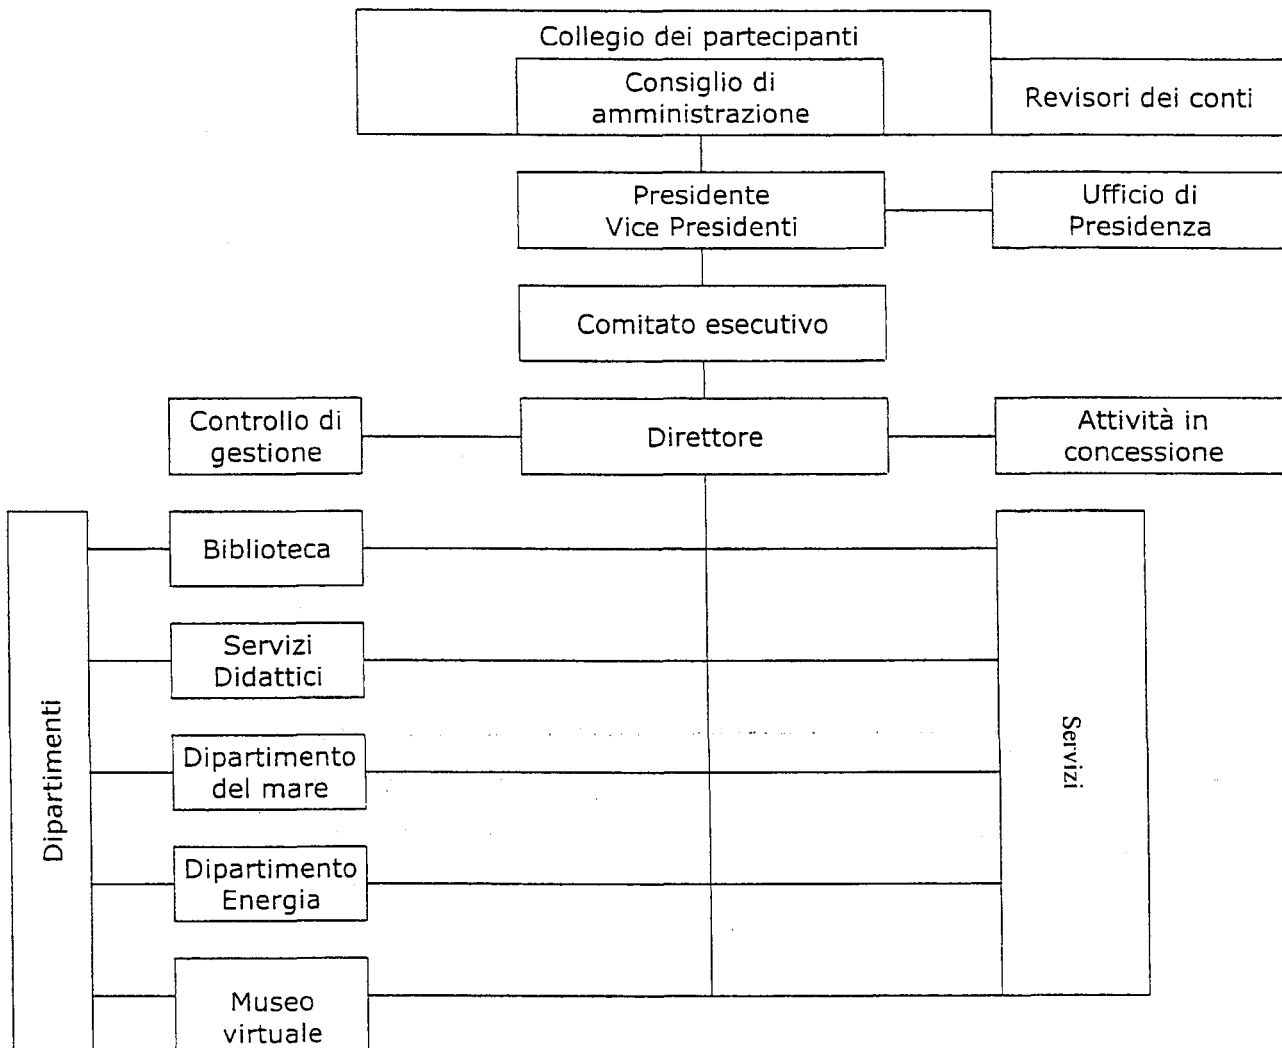 Collegio dei partecipanti
Consiglio di
amministrazione
Revisori dei conti
Presidente
Vice Presidenti
Ufficio di
Presidenza
Comitato esecutivo
Controllo di
gestione
Direttore
Attività in
concessione
Dipartimenti
Biblioteca
Servizi
Didattici
Dipartimento
del mare
Dipartimento
Energia
Museo
virtuale
Servizi